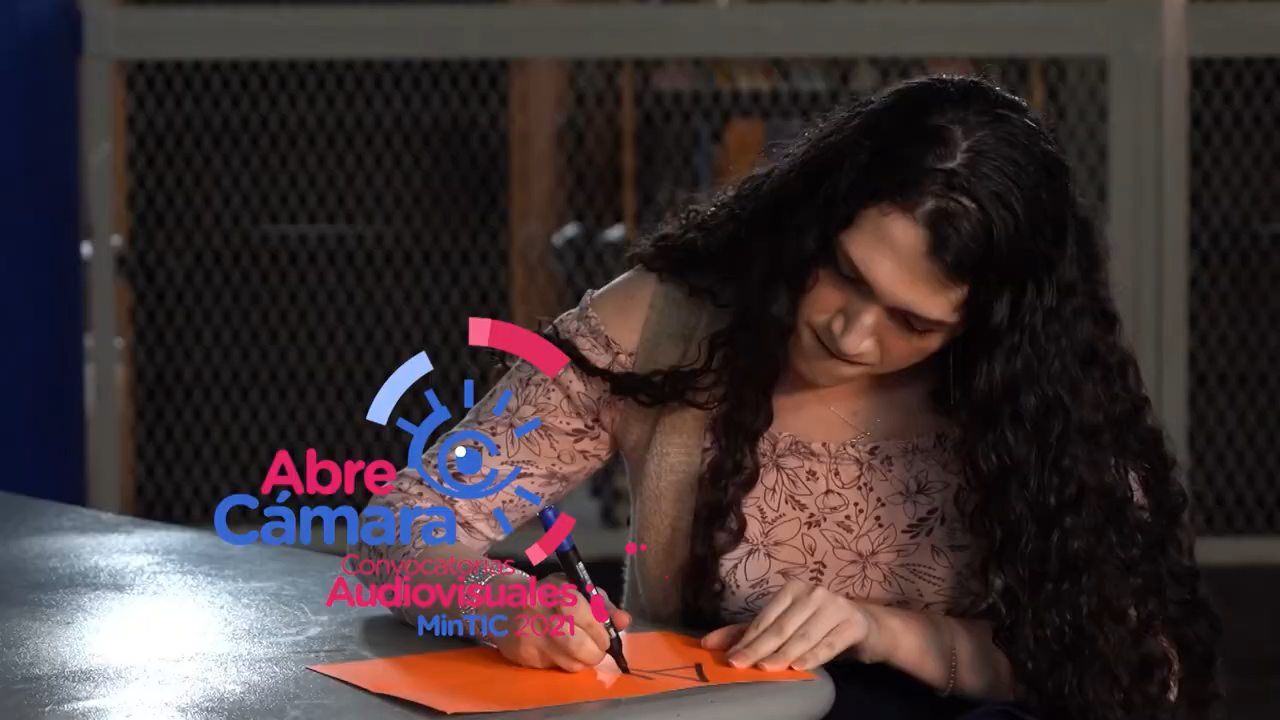 Abre
Cámara
Convocatorias
Audiovisuales
MinTIC 2021